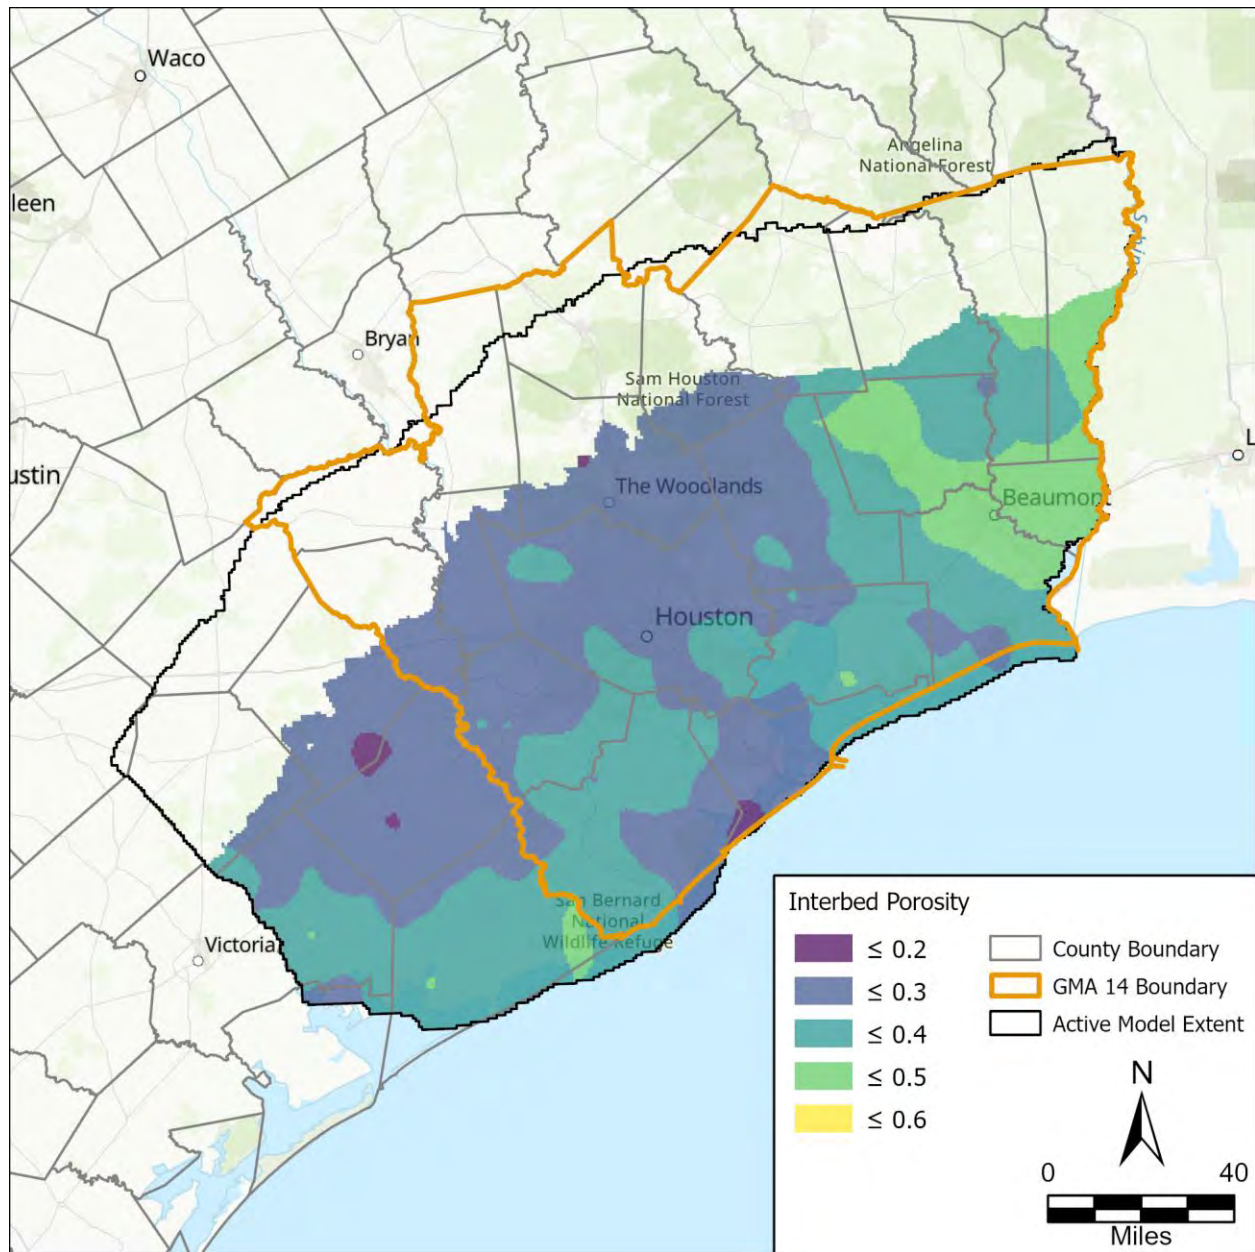 Waco
Angelina
National Forest
leen
Bryan
Sam Houston
National Forest
ustin
L
The Woodlands
Beaumon
Houston
San Bernard
National
Wildlife Refuge
Victoria
Interbed Porosity
≤ 0.2
≤ 0.3
≤ 0.4
≤ 0.5
≤ 0.6
County Boundary
GMA 14 Boundary
Active Model Extent
N
0 40
Miles